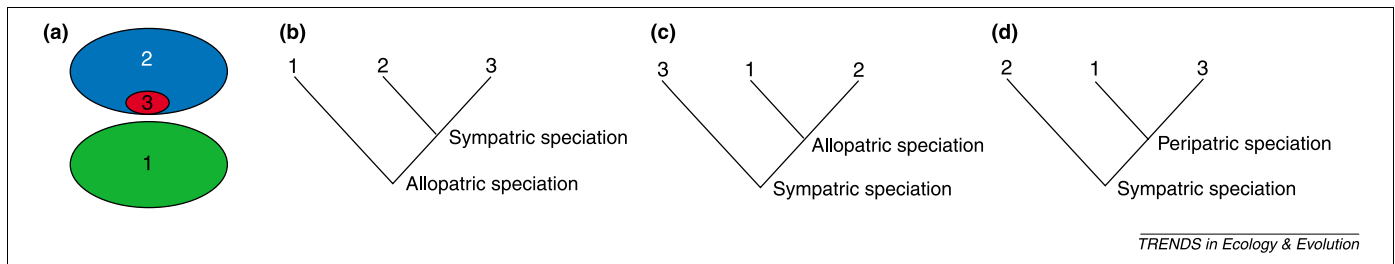 (a)
2
3
1
(b)
1 2 3
Sympatric speciation
Allopatric speciation
(c)
3 1 2
Allopatric speciation
Sympatric speciation
(d)
2 1 3
Peripatric speciation
Sympatric speciation
TRENDS in Ecology & Evolution